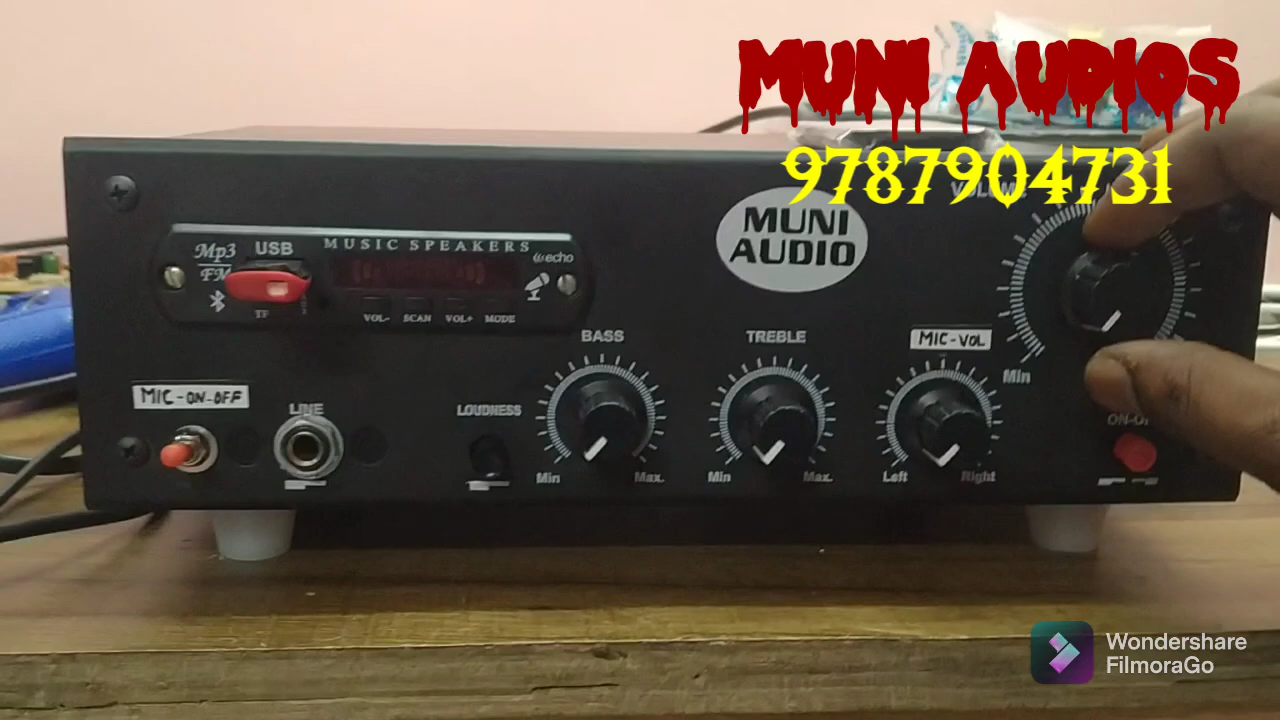 MUNI AUDIOS
9787904731
VOLUME
MUNI
AUDIO
Mp3
FM
USB
MUSIC SPEAKERS
echo
TF
VOL-
SCAN
VOL+
MODE
BASS
TREBLE
MIC-VOL
Min
MIC-ON-OFF
LINE
LOUDNESS
Min
Max.
Min
Max.
Left
Right
Wondershare
FilmoraGo